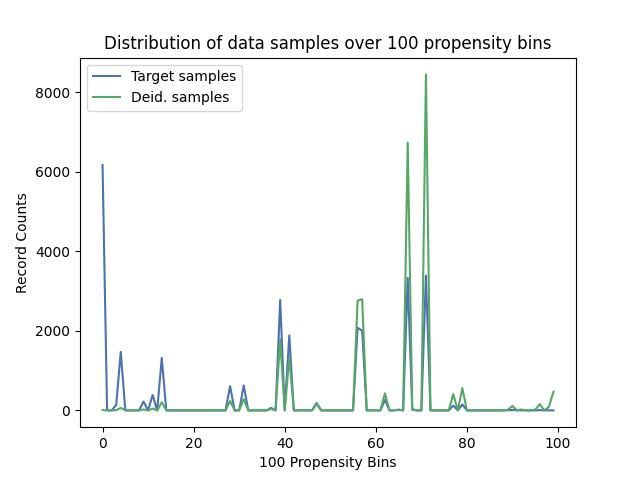 Distribution of data samples over 100 propensity bins
Target samples
Deid. samples
8000
6000
4000
2000
0
Record Counts
0 20 40 60 80 100
100 Propensity Bins